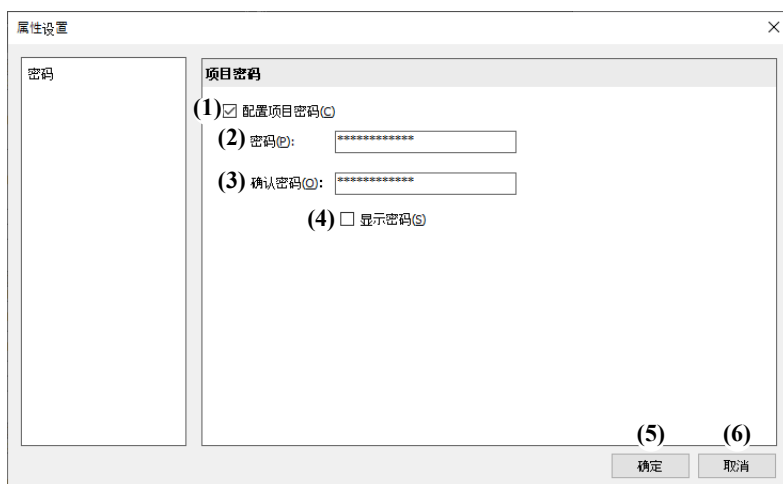 属性设置
密码
项目密码
(1) 配置项目密码(C)
(2) 密码(P): ************
(3) 确认密码(O): ************
(4) 显示密码(S)
(5) (6)
确定 取消